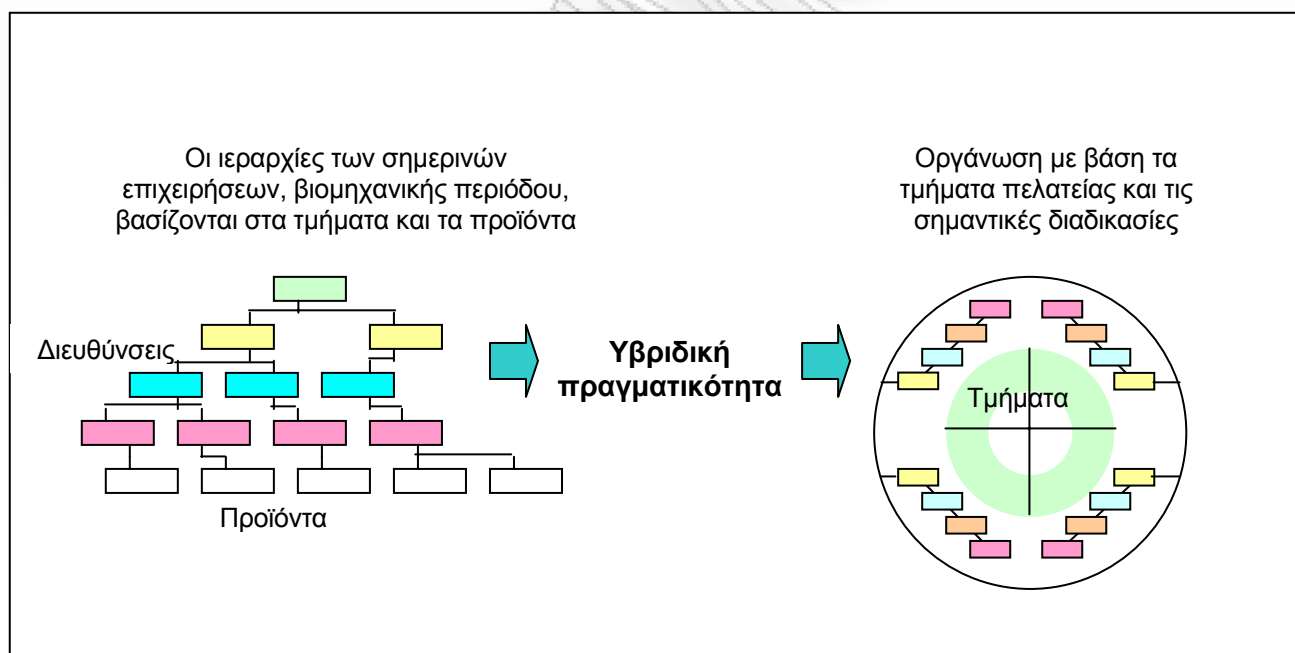 Οι ιεραρχίες των σημερινών
επιχειρήσεων, βιομηχανικής περιόδου,
βασίζονται στα τμήματα και τα προϊόντα
Διευθύνσεις
Προϊόντα
Υβριδική
πραγματικότητα
Οργάνωση με βάση τα
τμήματα πελατείας και τις
σημαντικές διαδικασίες
Τμήματα